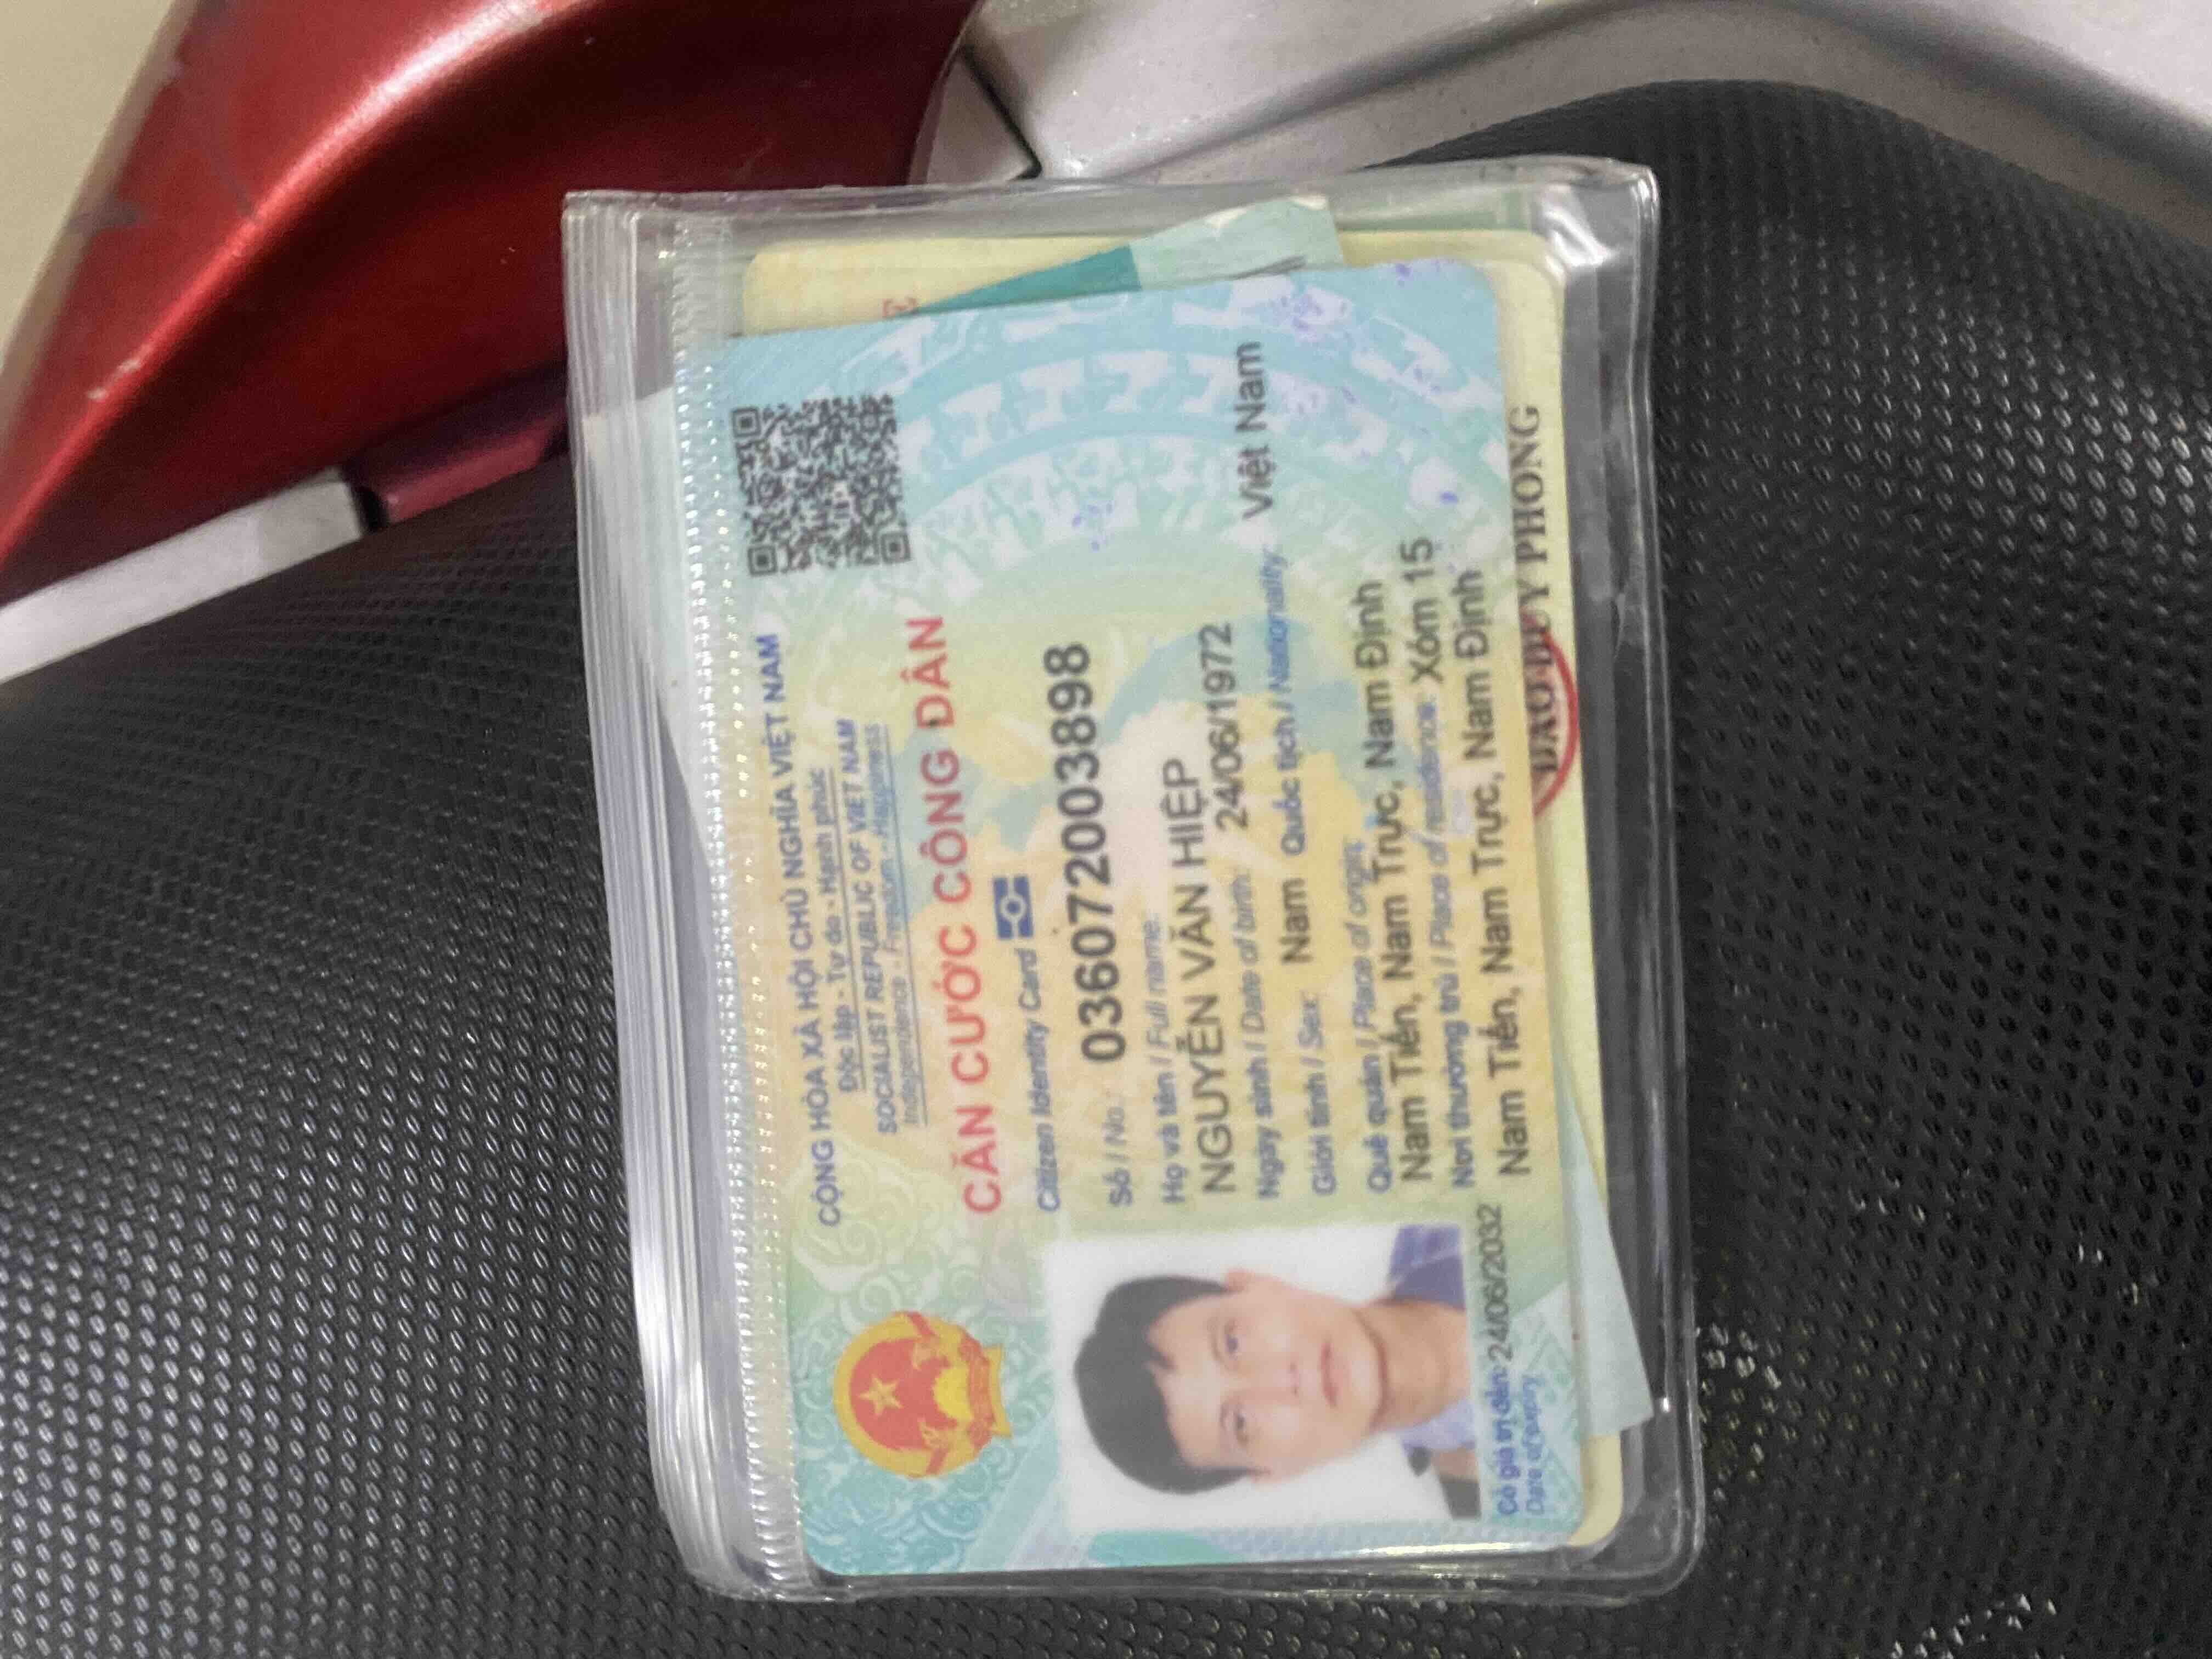 CỘNG HÒA XÃ HỘI CHỦ NGHĨA VIỆT NAM
Độc lập - Tự do - Hạnh phúc
SOCIALIST REPUBLIC OF VIET NAM
Independence - Freedom - Happiness
CĂN CƯỚC CÔNG DÂN
Citizen Identity Card
Số / No.: 036072003898
Họ và tên / Full name:
NGUYỄN VĂN HIỆP
Ngày sinh / Date of birth: 24/06/1972
Giới tính / Sex: Nam Quốc tịch / Nationality: Việt Nam
Quê quán / Place of origin:
Nam Tiến, Nam Trực, Nam Định
Nơi thường trú / Place of residence: Xóm 15
Nam Tiến, Nam Trực, Nam Định
Có giá trị đến: 24/06/2032
Date of expiry
ĐÀO DUY PHONG